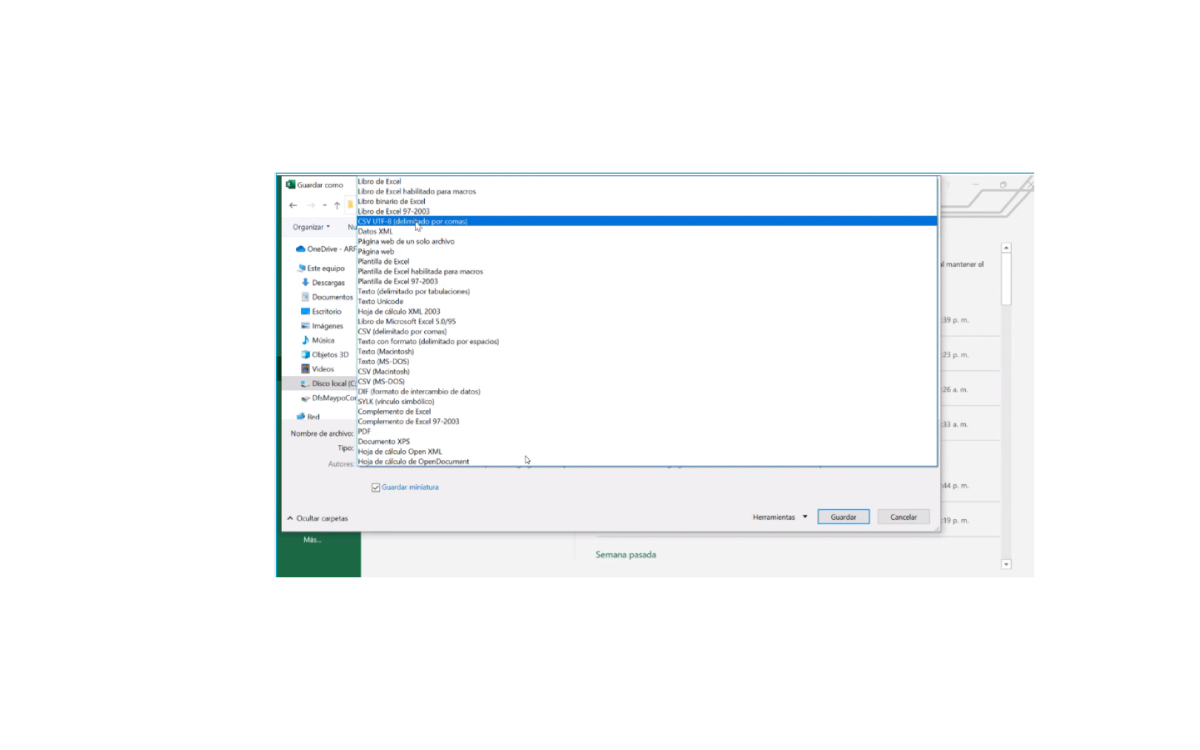 Guardar como
Organizar
Nu
OneDrive - ARF
Este equipo
Descargas
Documentos
Escritorio
Imágenes
Música
Objetos 3D
Videos
Disco local (C:
DfsMaypoCor
Red
Libro de Excel
Libro de Excel habilitado para macros
Libro binario de Excel
Libro de Excel 97-2003
CSV UTF-8 (delimitado por comas)
Datos XML
Página web de un solo archivo
Página web
Plantilla de Excel
Plantilla de Excel habilitada para macros
Plantilla de Excel 97-2003
Texto (delimitado por tabulaciones)
Texto Unicode
Hoja de cálculo XML 2003
Libro de Microsoft Excel 5.0/95
CSV (delimitado por comas)
Texto con formato (delimitado por espacios)
Texto (Macintosh)
Texto (MS-DOS)
CSV (Macintosh)
CSV (MS-DOS)
DIF (formato de intercambio de datos)
SYLK (vínculo simbólico)
Complemento de Excel
Complemento de Excel 97-2003
PDF
Documento XPS
Hoja de cálculo Open XML
Hoja de cálculo de OpenDocument
Nombre de archivo:
Tipo:
Autores:
Guardar miniatura
Ocultar carpetas
Herramientas
Guardar
Cancelar
al mantener el
:39 p. m.
:23 p. m.
:26 a. m.
:33 a. m.
:44 p. m.
:19 p. m.
Más...
Semana pasada